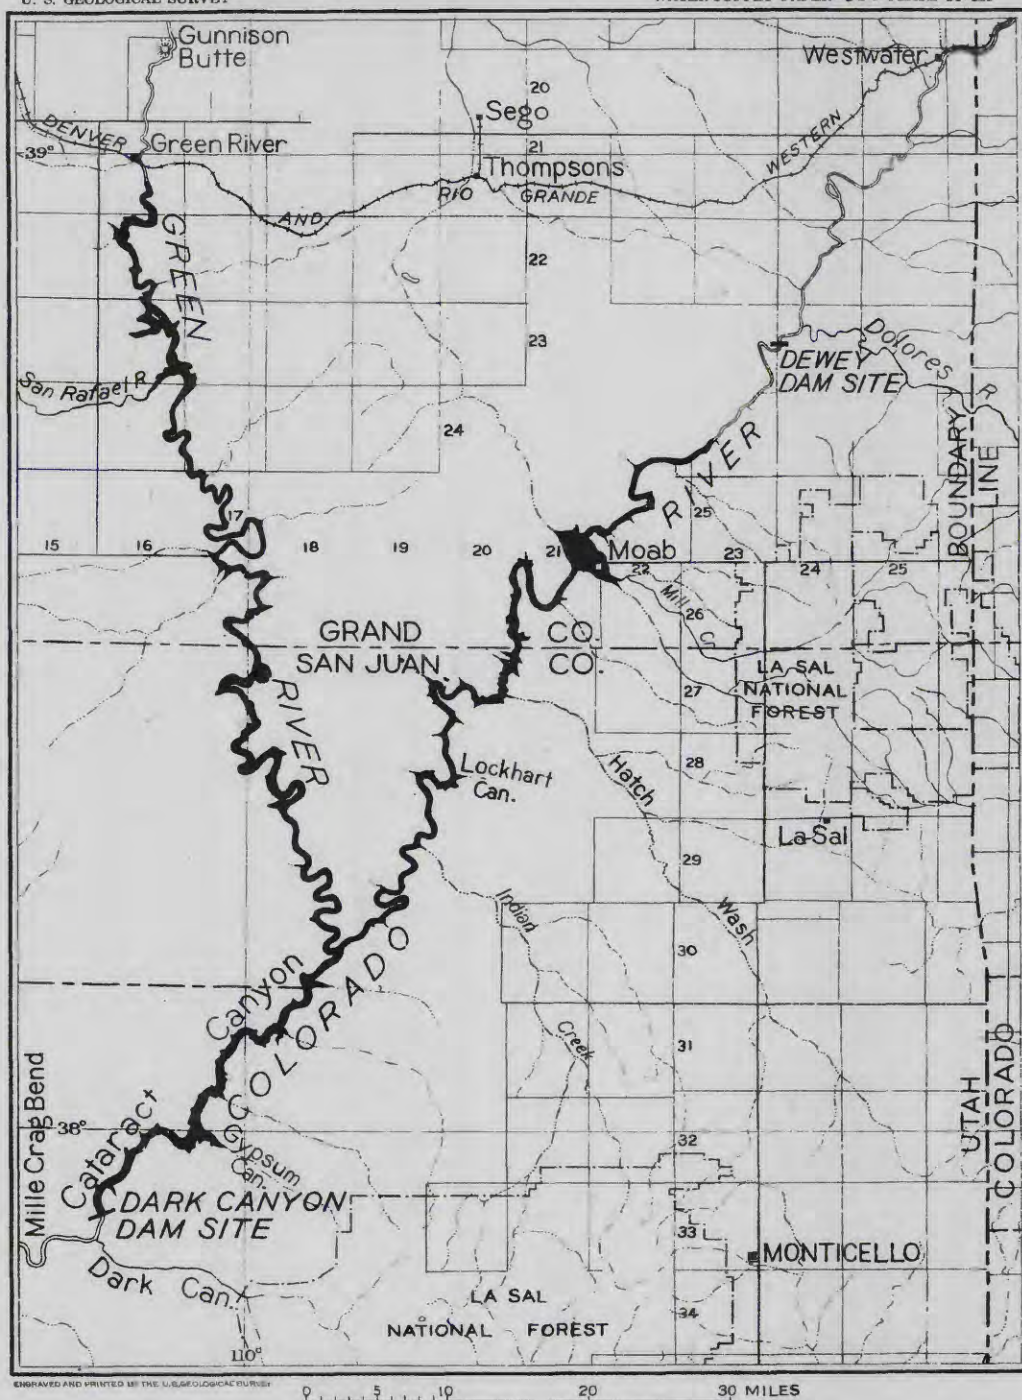 U. S. GEOLOGICAL SURVEY
Gunnison
Butte
Westwater
20
Sego
DENVER
Green River
21
WESTERN
39°
Thompsons
RIO
GRANDE
AND
GREEN
22
23
Dolores R
DEWEY
DAM SITE
San Rafael R.
24
RIVER
BOUNDARY
LINE
17
25
15
16
18
19
20
21
Moab
22
23
24
25
Mill Cr.
26
GRAND
CO.
SAN JUAN
CO.
LA SAL
NATIONAL
FOREST
27
RIVER
28
Lockhart
Can.
Hatch
La Sal
29
Indian
Wash
30
Canyon
COLORADO
Creek
31
Mille Crag Bend
38°
Cataract
Gypsum
Can.
32
UTAH
COLORADO
DARK CANYON
DAM SITE
33
MONTICELLO
Dark Can.
LA SAL
34
NATIONAL FOREST
110°
ENGRAVED AND PRINTED BY THE U.S.GEOLOGICAL SURVEY
0 5 10 20 30 MILES